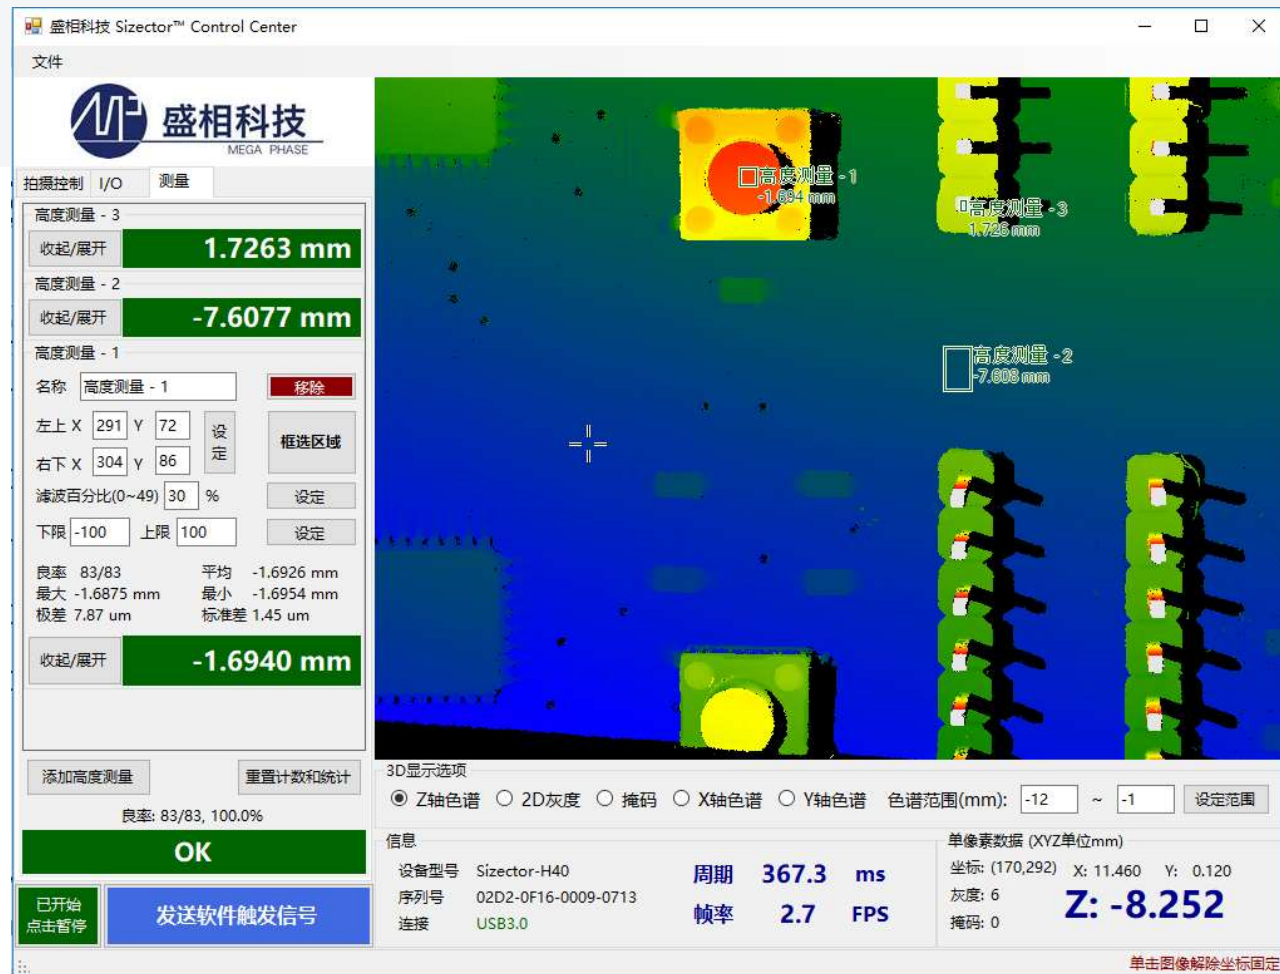 盛相科技 Sizector™ Control Center
文件
盛相科技
MEGA PHASE
拍摄控制 I/O 测量
高度测量 - 3
收起/展开 1.7263 mm
高度测量 - 2
收起/展开 -7.6077 mm
高度测量 - 1
名称 高度测量 - 1 移除
左上 X 291 Y 72 设定 框选区域
右下 X 304 Y 86
滤波百分比(0~49) 30 % 设定
下限 -100 上限 100 设定
良率 83/83 平均 -1.6926 mm
最大 -1.6875 mm 最小 -1.6954 mm
极差 7.87 um 标准差 1.45 um
收起/展开 -1.6940 mm
添加高度测量 重置计数和统计
良率: 83/83, 100.0%
OK
已开始
点击暂停
发送软件触发信号
高度测量 - 1
-1.694 mm
高度测量 - 3
1.726 mm
高度测量 - 2
-7.608 mm
3D显示选项
Z轴色谱 2D灰度 掩码 X轴色谱 Y轴色谱 色谱范围(mm): -12 ~ -1 设定范围
信息
设备型号 Sizector-H40
序列号 02D2-0F16-0009-0713
连接 USB3.0
周期 367.3 ms
帧率 2.7 FPS
单像素数据 (XYZ单位mm)
坐标: (170,292) X: 11.460 Y: 0.120
灰度: 6
掩码: 0
Z: -8.252
单击图像解除坐标固定